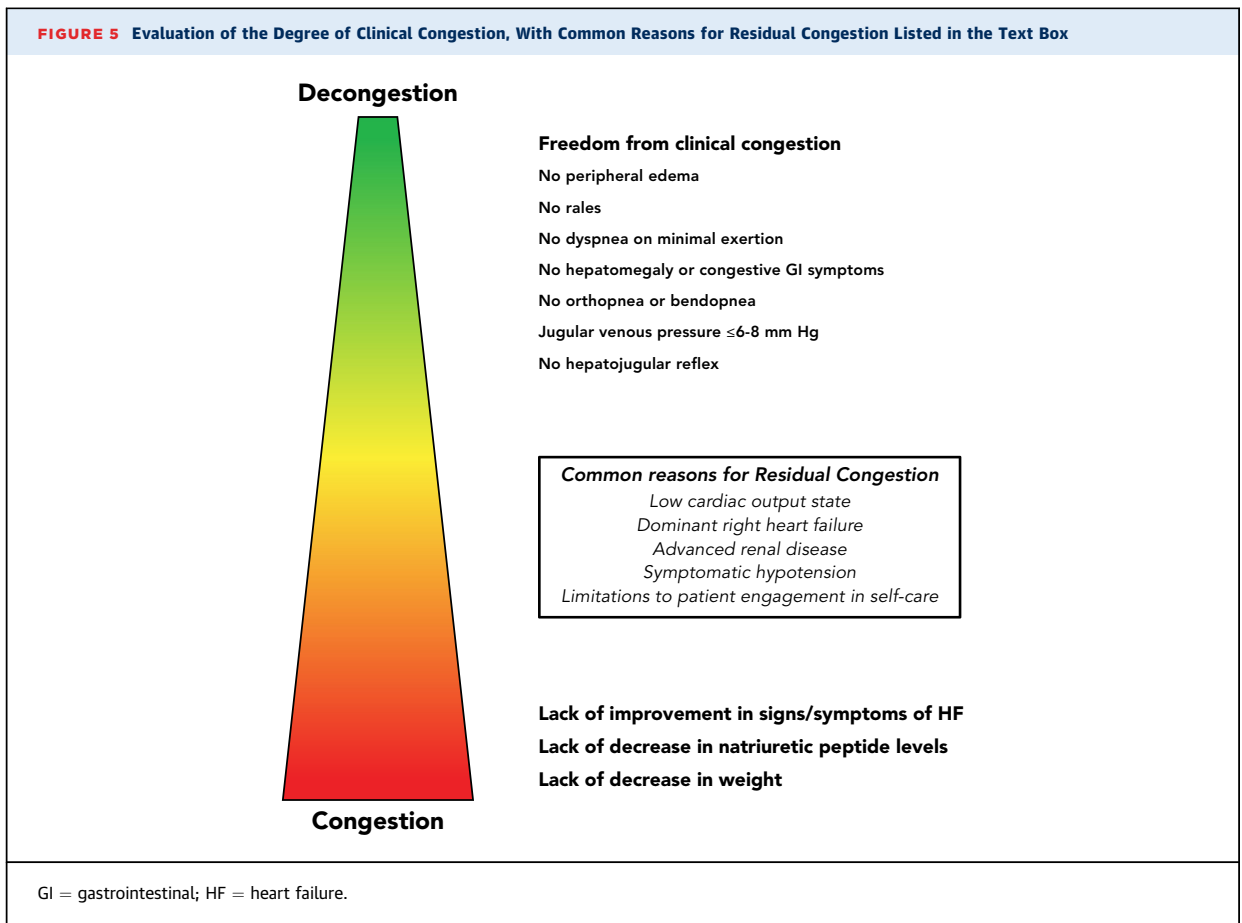 FIGURE 5 Evaluation of the Degree of Clinical Congestion, With Common Reasons for Residual Congestion Listed in the Text Box
Decongestion
Freedom from clinical congestion
No peripheral edema
No rales
No dyspnea on minimal exertion
No hepatomegaly or congestive GI symptoms
No orthopnea or bendopnea
Jugular venous pressure ≤6-8 mm Hg
No hepatojugular reflex
Common reasons for Residual Congestion
Low cardiac output state
Dominant right heart failure
Advanced renal disease
Symptomatic hypotension
Limitations to patient engagement in self-care
Lack of improvement in signs/symptoms of HF
Lack of decrease in natriuretic peptide levels
Lack of decrease in weight
Congestion
GI = gastrointestinal; HF = heart failure.